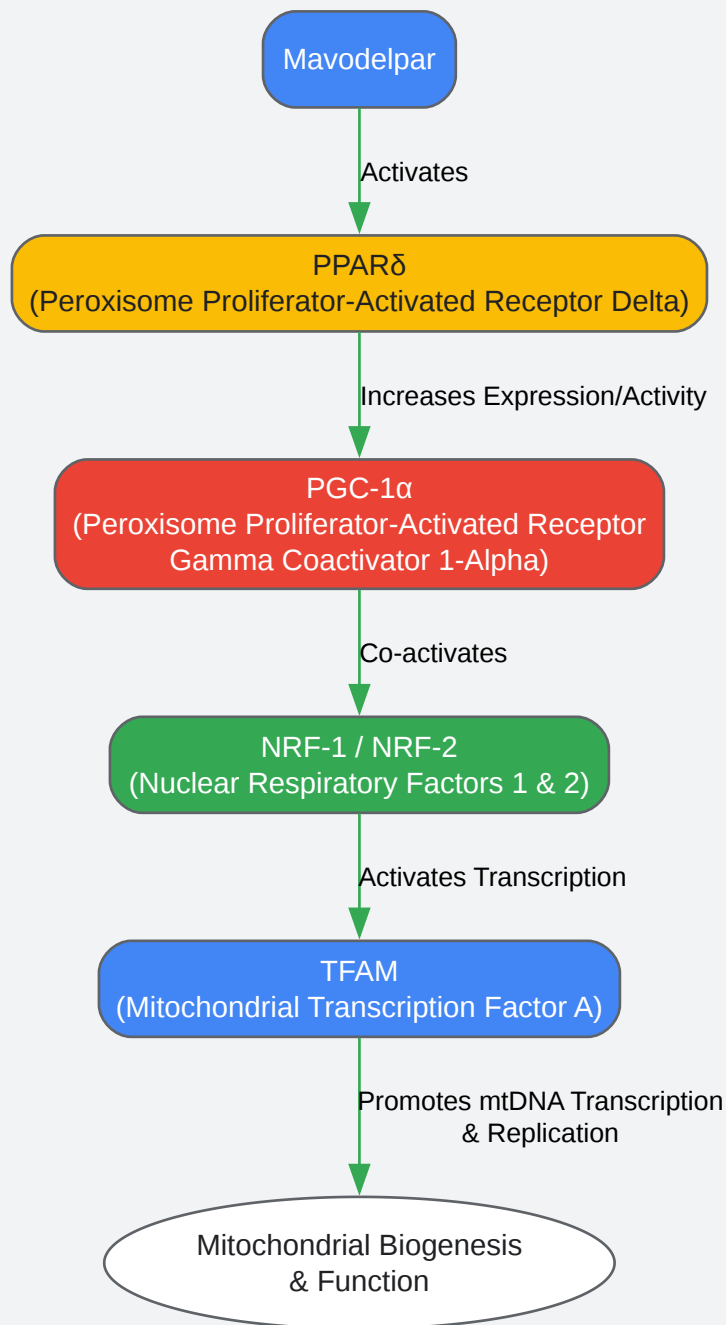 Mavodelpar
Activates
PPARδ
(Peroxisome Proliferator-Activated Receptor Delta)
Increases Expression/Activity
PGC-1α
(Peroxisome Proliferator-Activated Receptor
Gamma Coactivator 1-Alpha)
Co-activates
NRF-1 / NRF-2
(Nuclear Respiratory Factors 1 & 2)
Activates Transcription
TFAM
(Mitochondrial Transcription Factor A)
Promotes mtDNA Transcription
& Replication
Mitochondrial Biogenesis
& Function